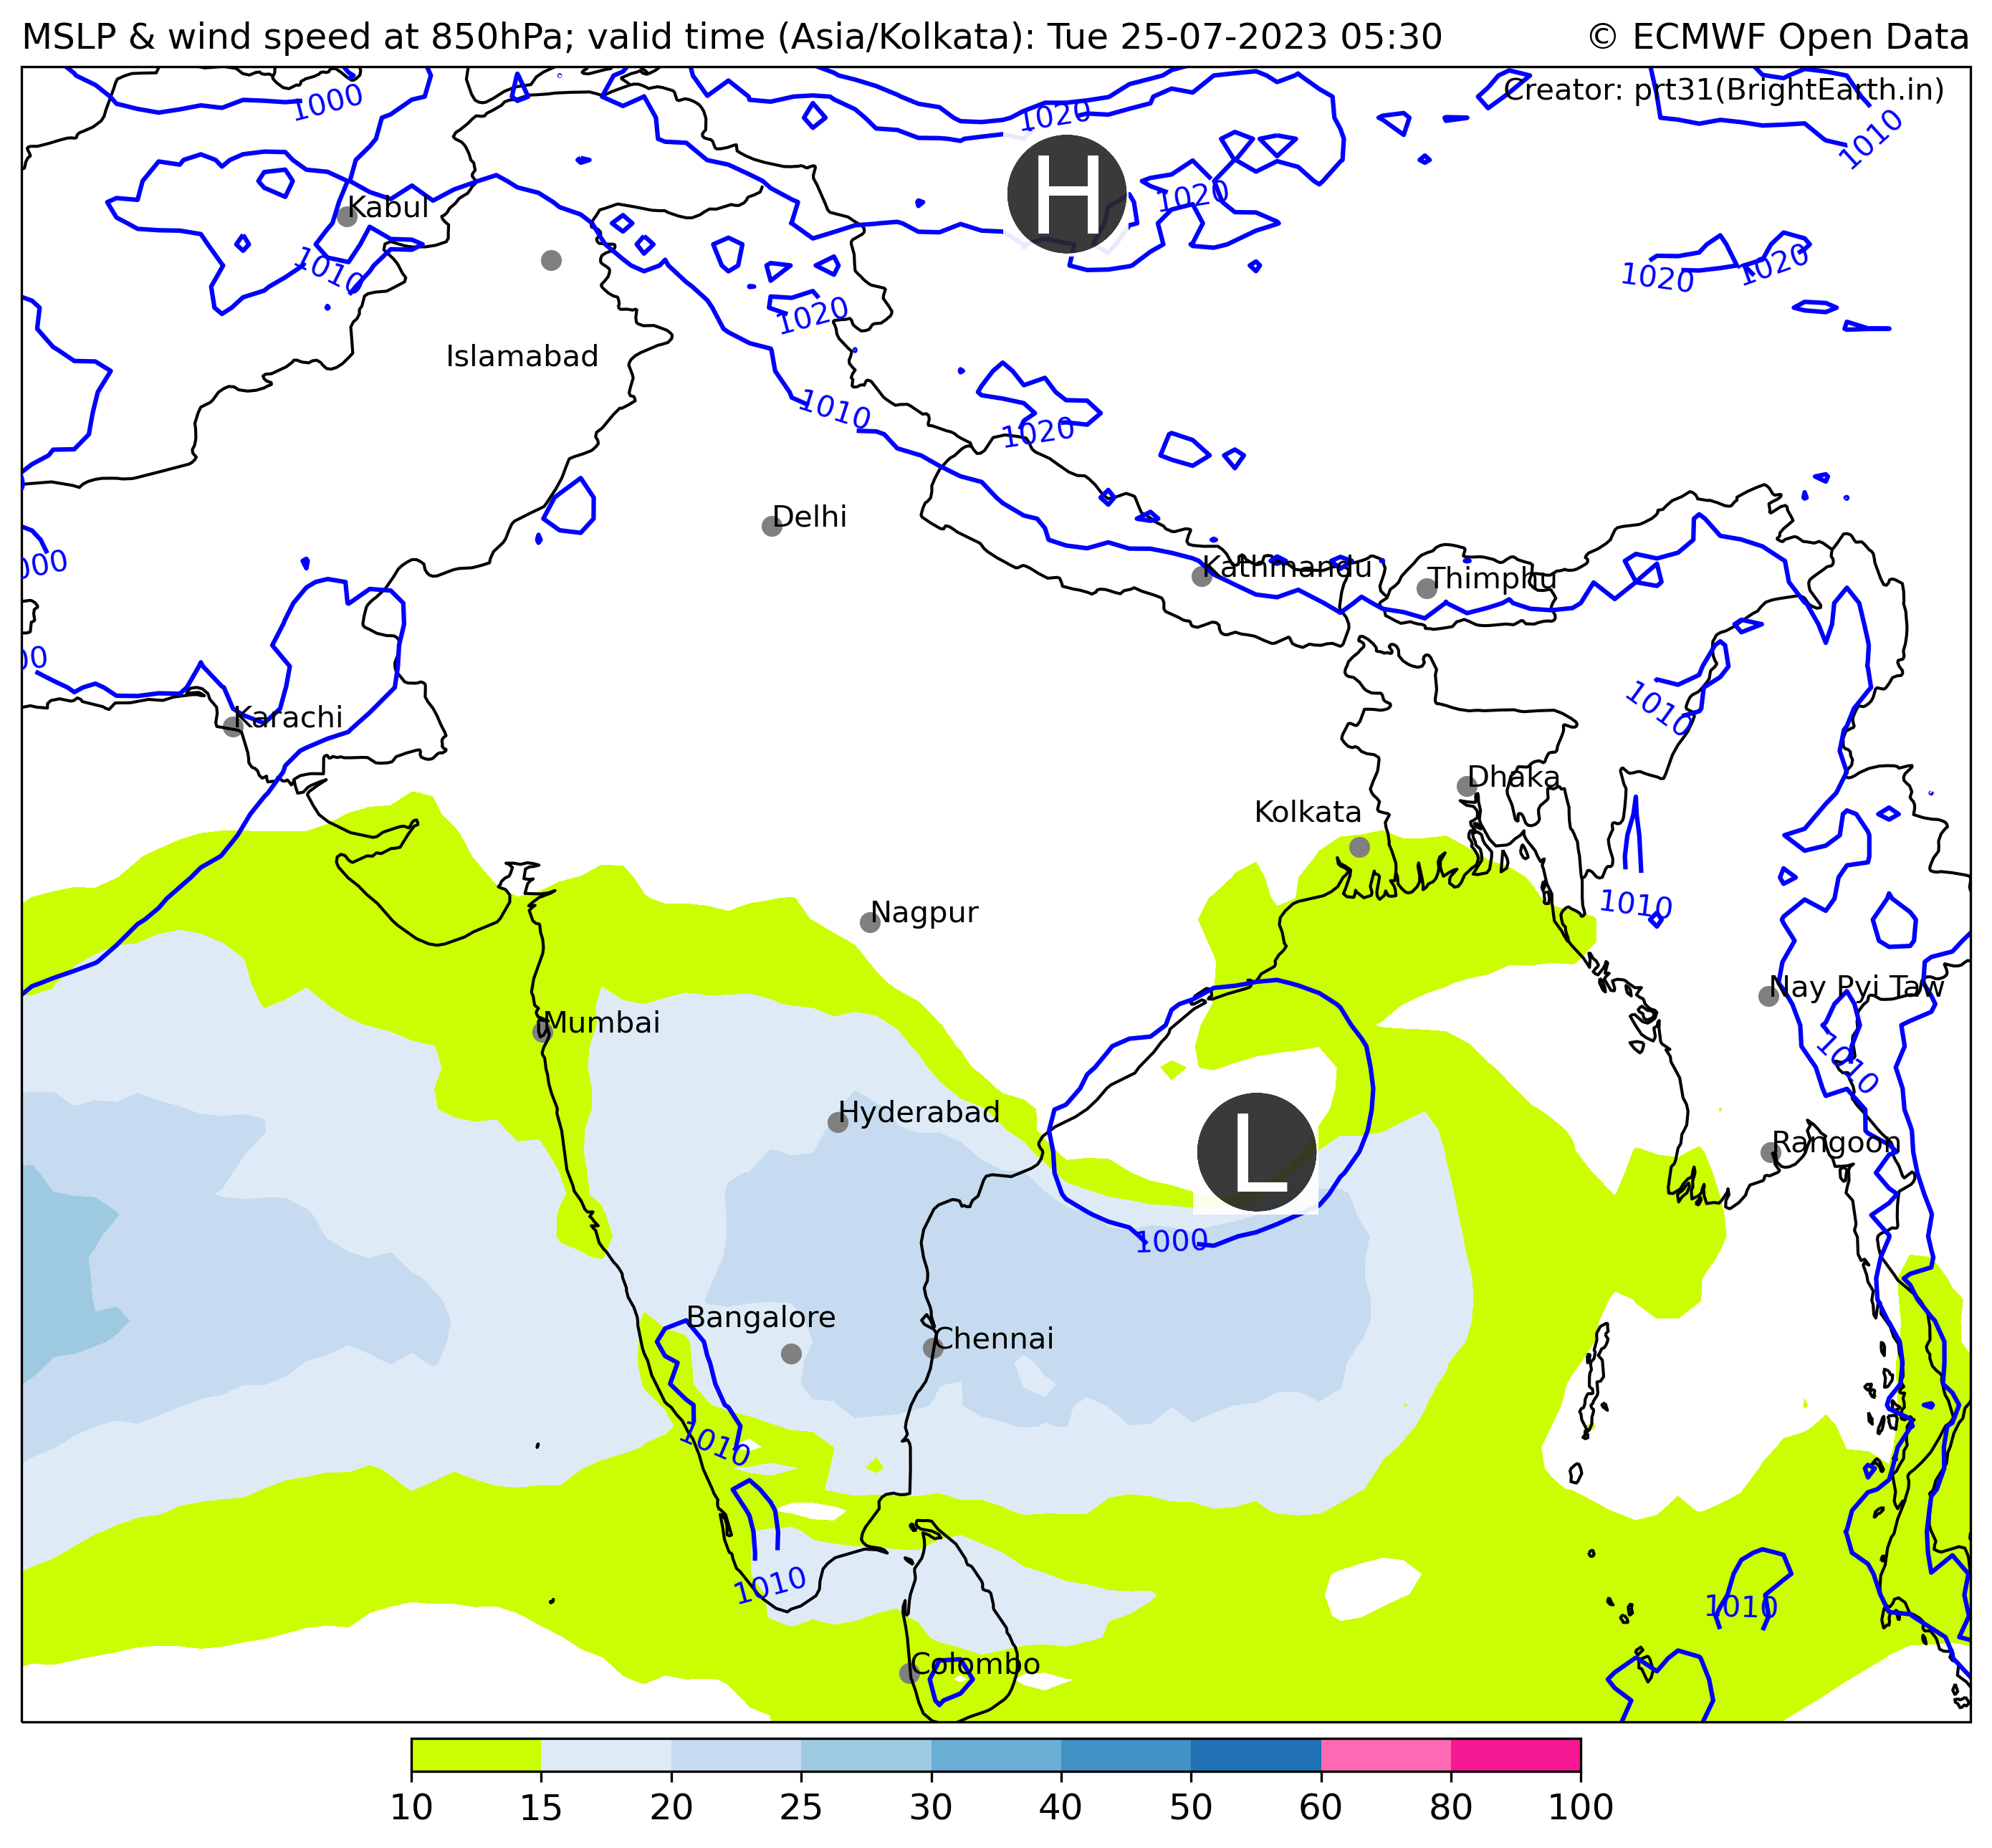 MSLP & wind speed at 850hPa; valid time (Asia/Kolkata): Tue 25-07-2023 05:30
© ECMWF Open Data
Creator: prt31(BrightEarth.in)
1000
1020
1010
H
1020
Kabul
1010
1020
1020
1020
Islamabad
1010
1020
Delhi
000
Kathmandu
Thimphu
00
1010
Karachi
Dhaka
Kolkata
1010
Nagpur
Nay Pyi Taw
Mumbai
1010
Hyderabad
L
Rangoon
1000
Bangalore
Chennai
1010
1010
1010
Colombo
10 15 20 25 30 40 50 60 80 100